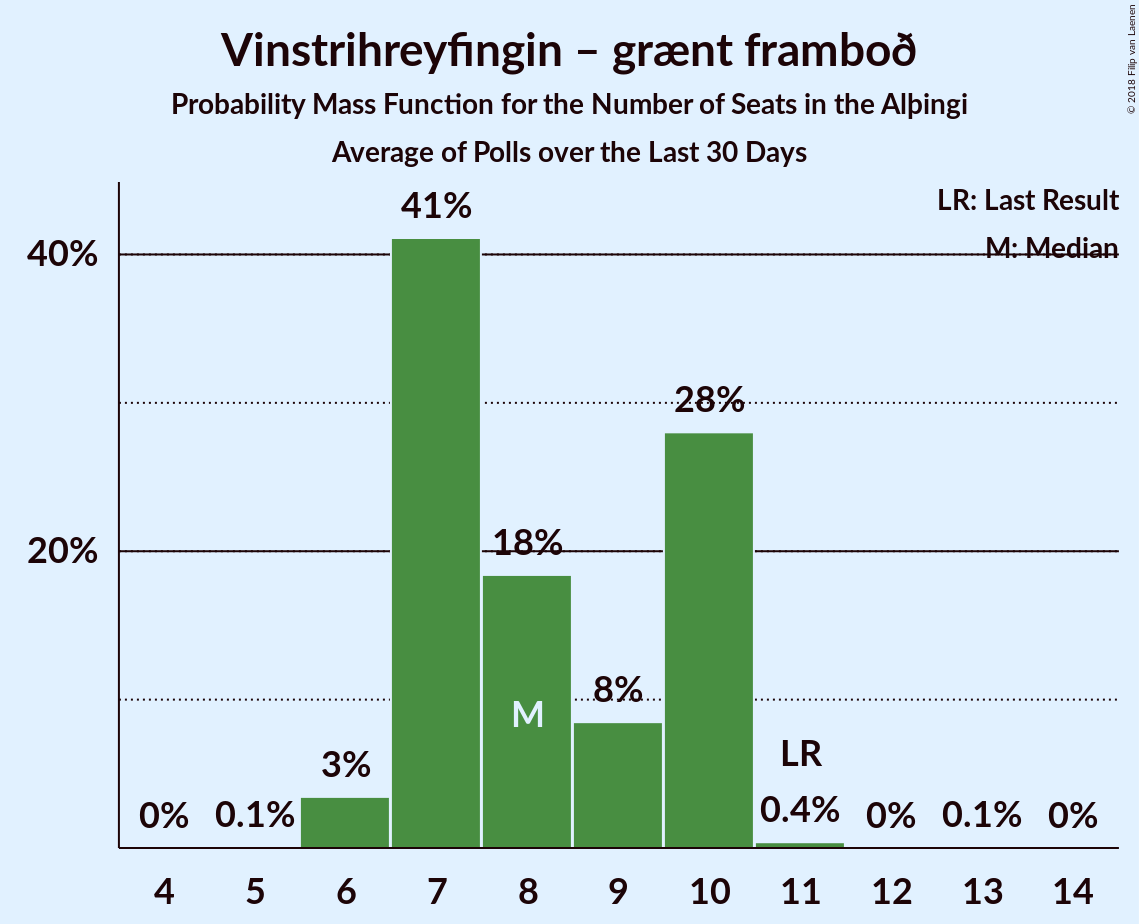 Vinstrihreyfingin – grænt framboð
Probability Mass Function for the Number of Seats in the Alþingi
Average of Polls over the Last 30 Days
© 2018 Filip van Laenen
LR: Last Result
M: Median
40%
20%
0%
0.1%
3%
41%
18%
M
8%
28%
LR
0.4%
0%
0.1%
0%
4 5 6 7 8 9 10 11 12 13 14